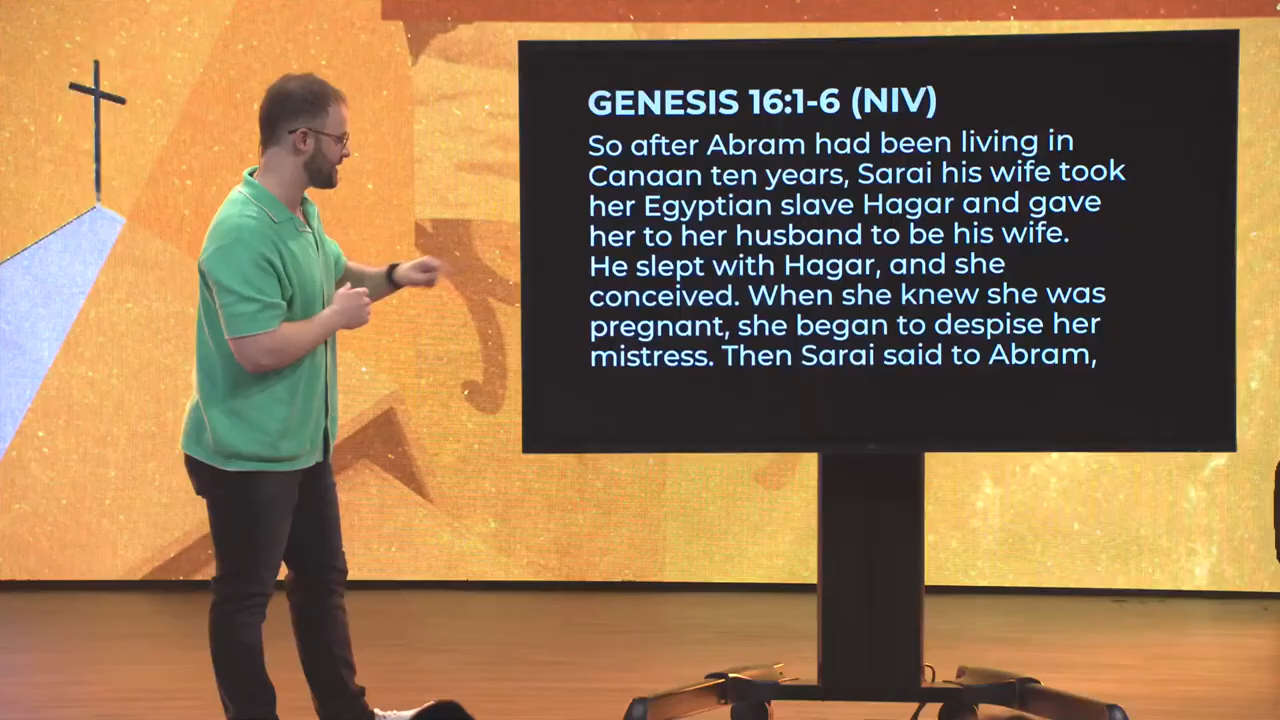 GENESIS 16:1-6 (NIV)
So after Abram had been living in
Canaan ten years, Sarai his wife took
her Egyptian slave Hagar and gave
her to her husband to be his wife.
He slept with Hagar, and she
conceived. When she knew she was
pregnant, she began to despise her
mistress. Then Sarai said to Abram,